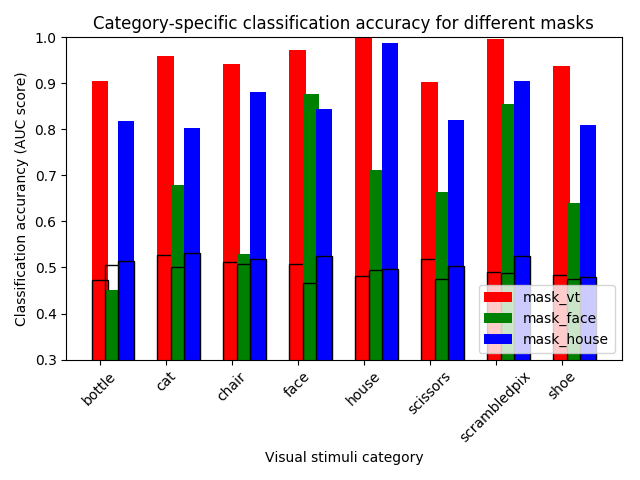 Category-specific classification accuracy for different masks
Classification accurancy (AUC score)
1.0
0.9
0.8
0.7
0.6
0.5
0.4
0.3
mask_vt
mask_face
mask_house
bottle
cat
chair
face
house
scissors
scrambledpix
shoe
Visual stimuli category